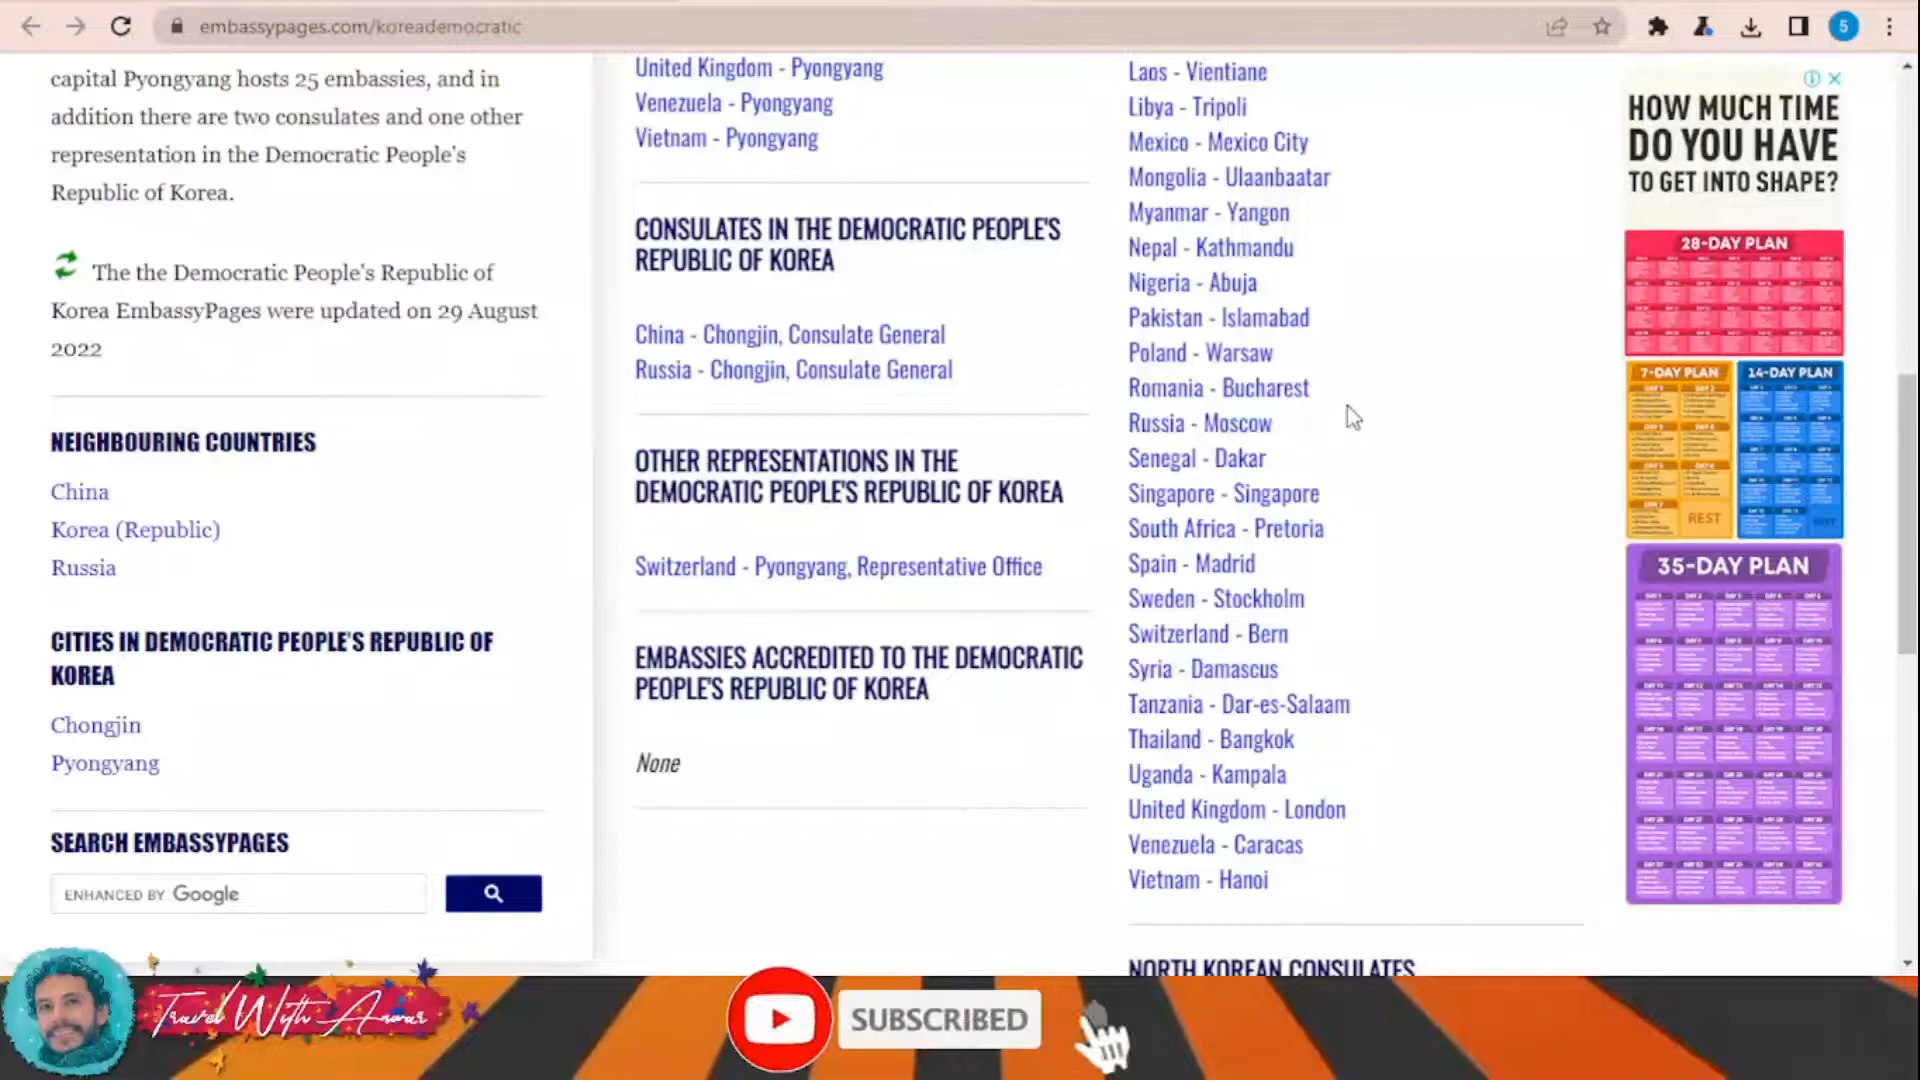 embassypages.com/koreademocratic
5
capital Pyongyang hosts 25 embassies, and in
addition there are two consulates and one other
representation in the Democratic People's
Republic of Korea.
The the Democratic People's Republic of
Korea EmbassyPages were updated on 29 August
2022
NEIGHBOURING COUNTRIES
China
Korea (Republic)
Russia
CITIES IN DEMOCRATIC PEOPLE'S REPUBLIC OF
KOREA
Chongjin
Pyongyang
SEARCH EMBASSYPAGES
ENHANCED BY Google
United Kingdom - Pyongyang
Venezuela - Pyongyang
Vietnam - Pyongyang
CONSULATES IN THE DEMOCRATIC PEOPLE'S
REPUBLIC OF KOREA
China - Chongjin, Consulate General
Russia - Chongjin, Consulate General
OTHER REPRESENTATIONS IN THE
DEMOCRATIC PEOPLE'S REPUBLIC OF KOREA
Switzerland - Pyongyang, Representative Office
EMBASSIES ACCREDITED TO THE DEMOCRATIC
PEOPLE'S REPUBLIC OF KOREA
None
Laos - Vientiane
Libya - Tripoli
Mexico - Mexico City
Mongolia - Ulaanbaatar
Myanmar - Yangon
Nepal - Kathmandu
Nigeria - Abuja
Pakistan - Islamabad
Poland - Warsaw
Romania - Bucharest
Russia - Moscow
Senegal - Dakar
Singapore - Singapore
South Africa - Pretoria
Spain - Madrid
Sweden - Stockholm
Switzerland - Bern
Syria - Damascus
Tanzania - Dar-es-Salaam
Thailand - Bangkok
Uganda - Kampala
United Kingdom - London
Venezuela - Caracas
Vietnam - Hanoi
NORTH KOREAN CONSULATES
HOW MUCH TIME
DO YOU HAVE
TO GET INTO SHAPE?
28-DAY PLAN
7-DAY PLAN
14-DAY PLAN
REST
35-DAY PLAN
Travel With Anwar
SUBSCRIBED